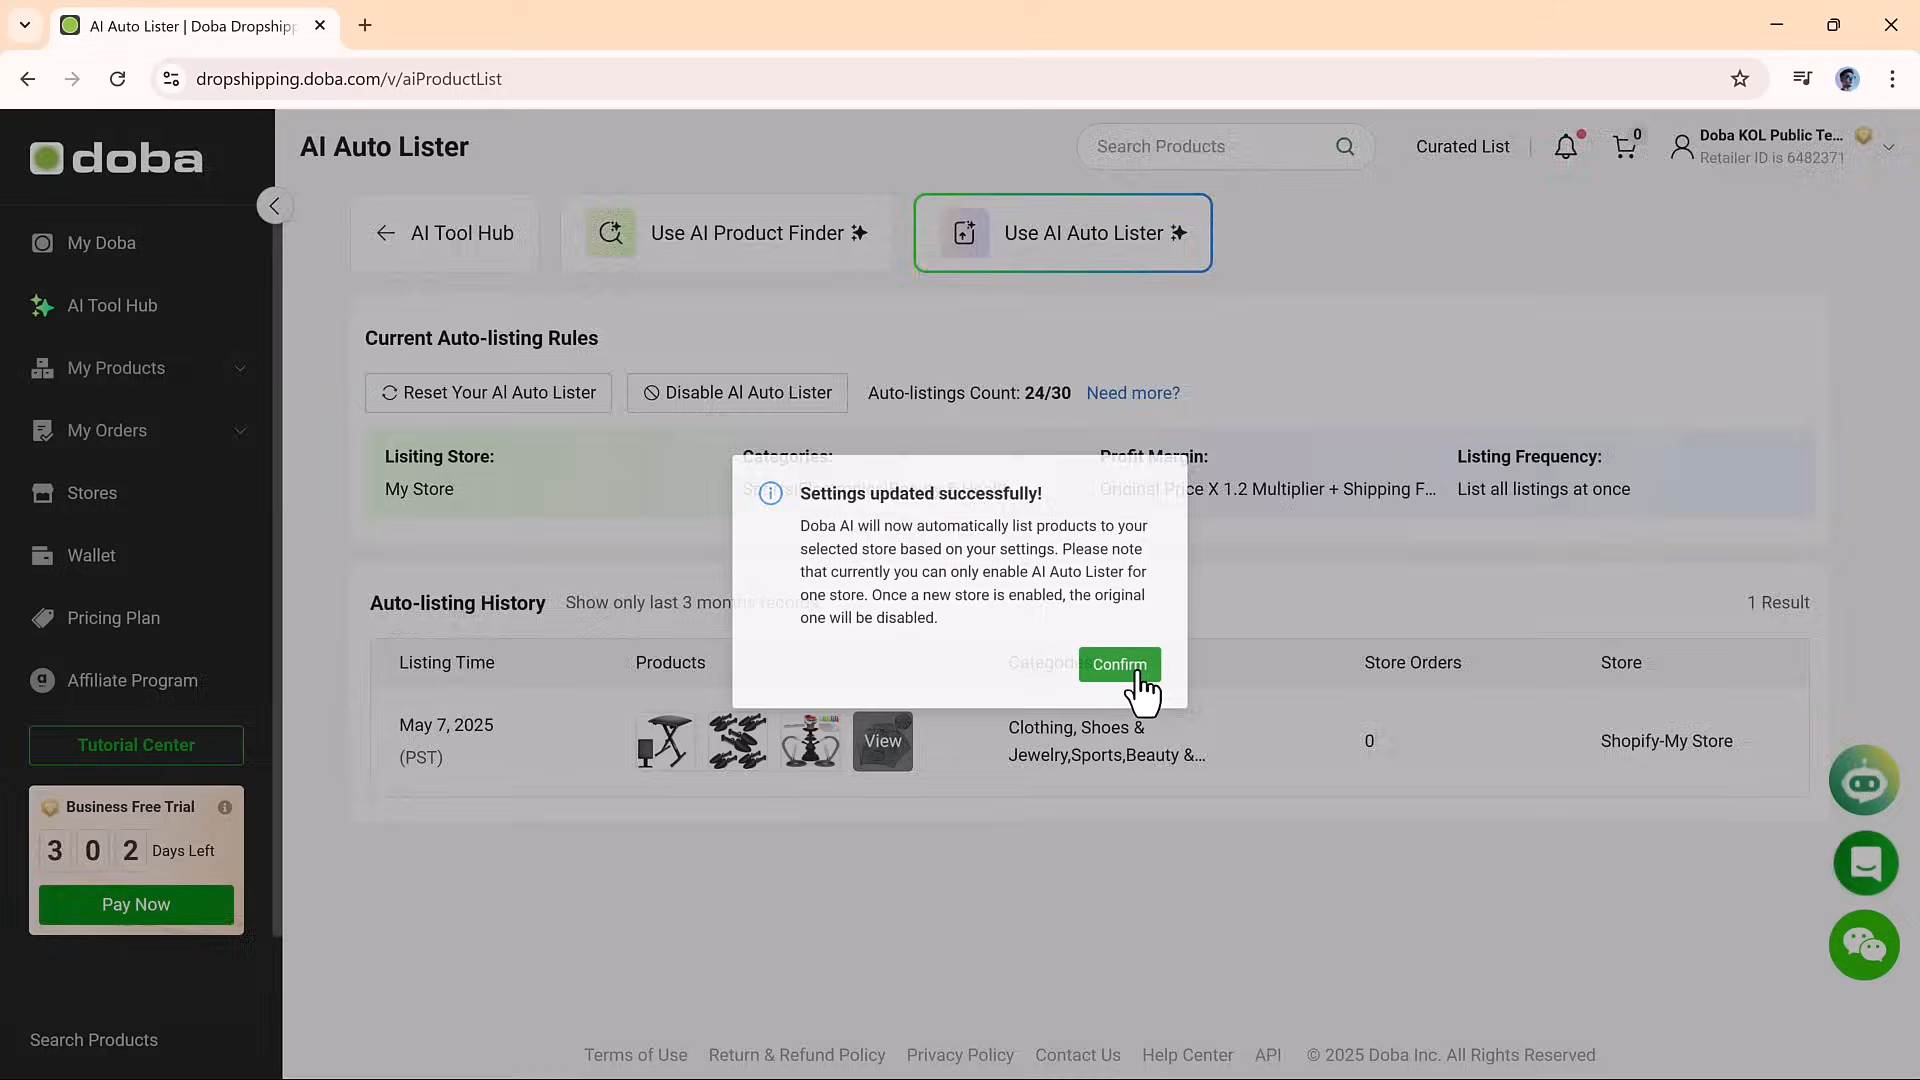 AI Auto Lister | Doba Dropshipp
dropshipping.doba.com/v/aiProductList
doba
AI Auto Lister
Search Products
Curated List
0
Doba KOL Public Te...
Retailer ID is 6482371
My Doba
AI Tool Hub
My Products
My Orders
Stores
Wallet
Pricing Plan
Affiliate Program
Tutorial Center
Business Free Trial
3 0 2 Days Left
Pay Now
Search Products
AI Tool Hub
Use AI Product Finder
Use AI Auto Lister
Current Auto-listing Rules
Reset Your AI Auto Lister
Disable AI Auto Lister
Auto-listings Count: 24/30
Need more?
Lisiting Store:
My Store
Categories:
Profit Margin:
Original Price X 1.2 Multiplier + Shipping F...
Listing Frequency:
List all listings at once
Settings updated successfully!
Doba AI will now automatically list products to your
selected store based on your settings. Please note
that currently you can only enable AI Auto Lister for
one store. Once a new store is enabled, the original
one will be disabled.
Confirm
Auto-listing History
Show only last 3 months records.
1 Result
Listing Time
Products
Categories
Store Orders
Store
May 7, 2025
(PST)
View
Clothing, Shoes &
Jewelry,Sports,Beauty &...
0
Shopify-My Store
Terms of Use
Return & Refund Policy
Privacy Policy
Contact Us
Help Center
API
© 2025 Doba Inc. All Rights Reserved